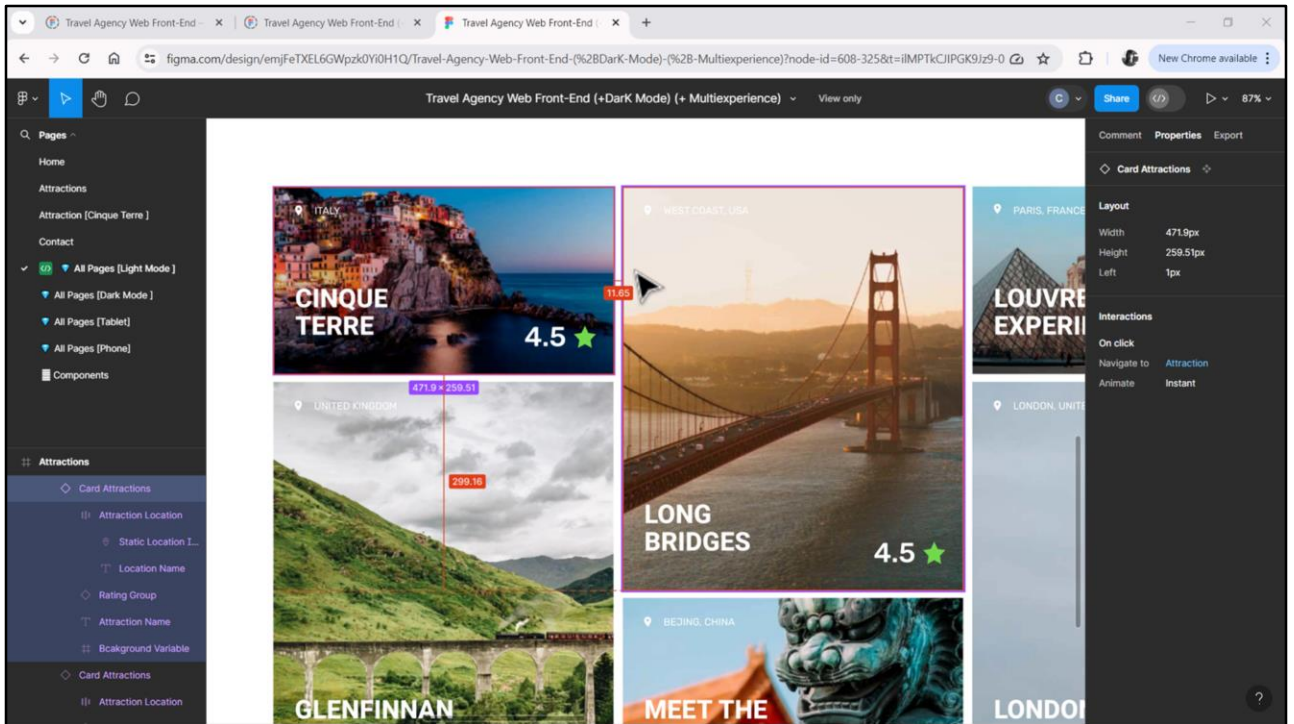 Travel Agency Web Front-End –
Travel Agency Web Front-End (
Travel Agency Web Front-End (
figma.com/design/emjFeTXEL6GWpzk0Yi0H1Q/Travel-Agency-Web-Front-End-(%2BDarK-Mode)-(%2B-Multiexperience)?node-id=608-325&t=ilMPTkCJIPGK9Jz9-0
New Chrome available
Travel Agency Web Front-End (+DarK Mode) (+ Multiexperience)
View only
C
Share
87%
Pages
Home
Attractions
Attraction [Cinque Terre ]
Contact
All Pages [Light Mode ]
All Pages [Dark Mode ]
All Pages [Tablet]
All Pages [Phone]
Components
Attractions
Card Attractions
Attraction Location
Static Location I...
Location Name
Rating Group
Attraction Name
Bcakground Variable
Card Attractions
Attraction Location
ITALY
CINQUE
TERRE
4.5
471.9 × 259.51
11.65
299.16
UNITED KINGDOM
GLENFINNAN
WEST COAST, USA
LONG
BRIDGES
4.5
BEJING, CHINA
MEET THE
PARIS, FRANCE
LOUVRE
EXPERI
LONDON, UNITE
LONDON
Comment Properties Export
Card Attractions
Layout
Width 471.9px
Height 259.51px
Left 1px
Interactions
On click
Navigate to Attraction
Animate Instant
?